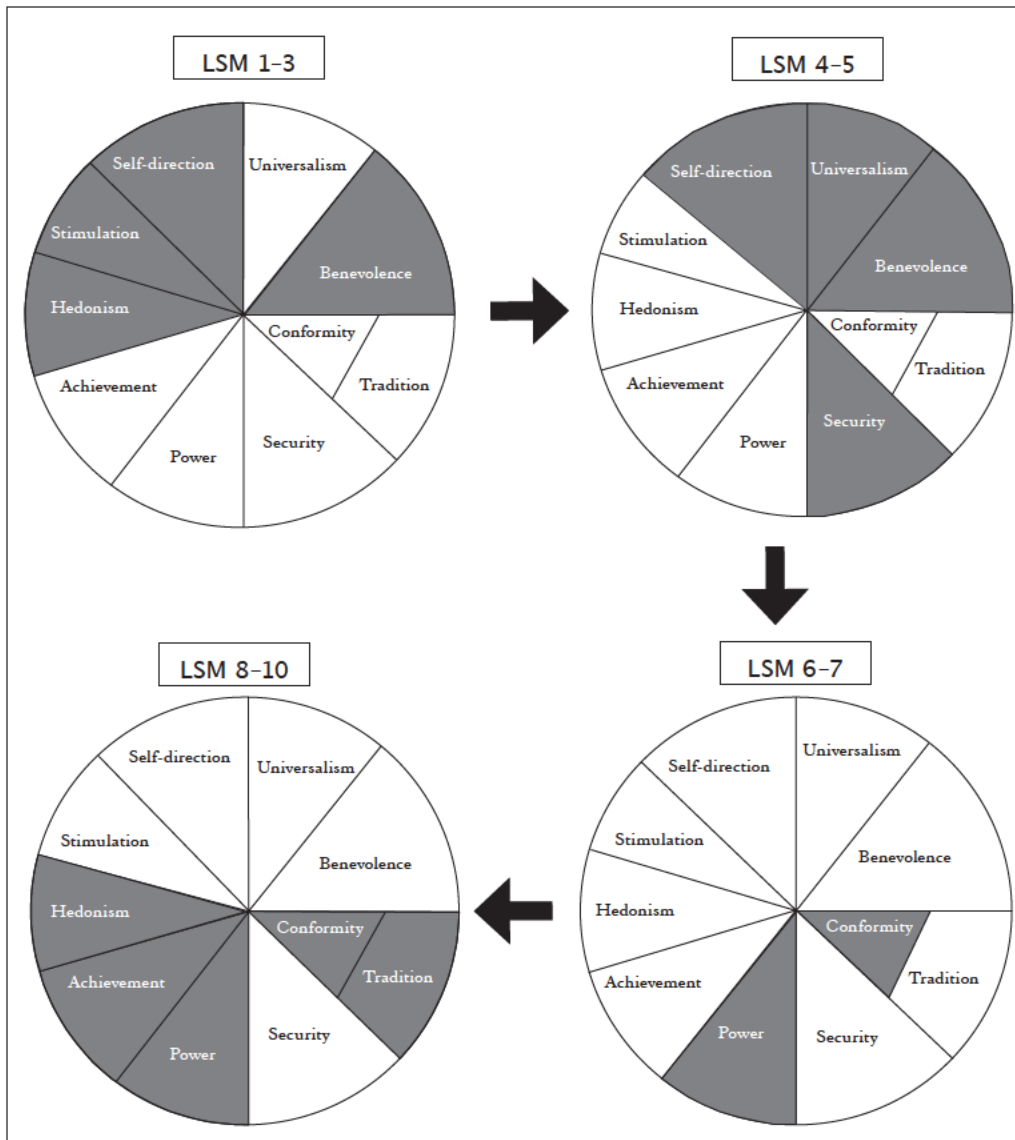 LSM 1–3
Self-direction
Universalism
Stimulation
Benevolence
Hedonism
Conformity
Achievement
Tradition
Security
Power
LSM 4–5
Self-direction
Universalism
Stimulation
Benevolence
Hedonism
Conformity
Tradition
Achievement
Security
Power
LSM 8–10
Self-direction
Universalism
Stimulation
Benevolence
Hedonism
Conformity
Achievement
Tradition
Security
Power
LSM 6–7
Universalism
Self-direction
Stimulation
Benevolence
Hedonism
Conformity
Tradition
Achievement
Power
Security